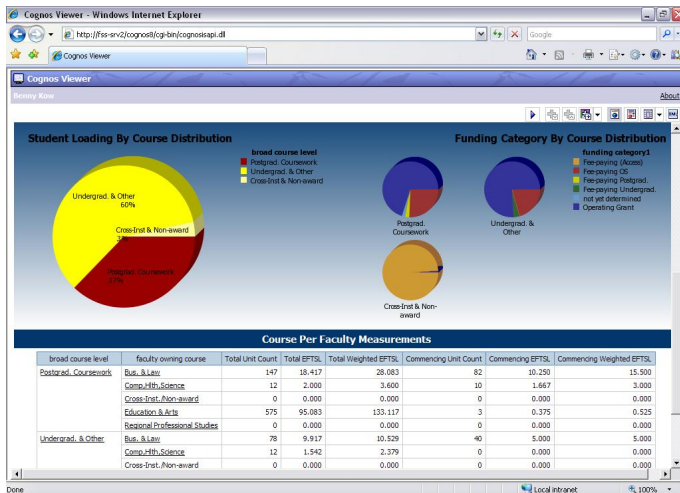 Cognos Viewer - Windows Internet Explorer
http://fss-srv2/cognos8/cgi-bin/cognosisapi.dll
Google
Cognos Viewer
Cognos Viewer
Benny Kow
About
Student Loading By Course Distribution
broad course level
Postgrad. Coursework
Undergrad. & Other
Cross-Inst & Non-award
Undergrad. & Other
60%
Cross-Inst & Non-award
3%
Postgrad. Coursework
37%
Funding Category By Course Distribution
funding category1
Fee-paying (Access)
Fee-paying OS
Fee-paying Postgrad.
Fee-paying Undergrad.
not yet determined
Operating Grant
Postgrad.
Coursework
Undergrad. &
Other
Cross-Inst & Non-
award
Course Per Faculty Measurements
broad course level faculty owning course Total Unit Count Total EFTSL Total Weighted EFTSL Commencing Unit Count Commencing EFTSL Commencing Weighted EFTSL
Postgrad. Coursework Bus. & Law 147 18.417 28.083 82 10.250 15.500
Comp,Hlth,Science 12 2.000 3.600 10 1.667 3.000
Cross-Inst./Non-award 0 0.000 0.000 0 0.000 0.000
Education & Arts 575 95.083 133.117 3 0.375 0.525
Regional Professional Studies 0 0.000 0.000 0 0.000 0.000
Undergrad. & Other Bus. & Law 78 9.917 10.529 40 5.000 5.000
Comp,Hlth,Science 12 1.542 2.379 0 0.000 0.000
Cross-Inst./Non-award 0 0.000 0.000 0 0.000 0.000
Done
Local intranet
100%